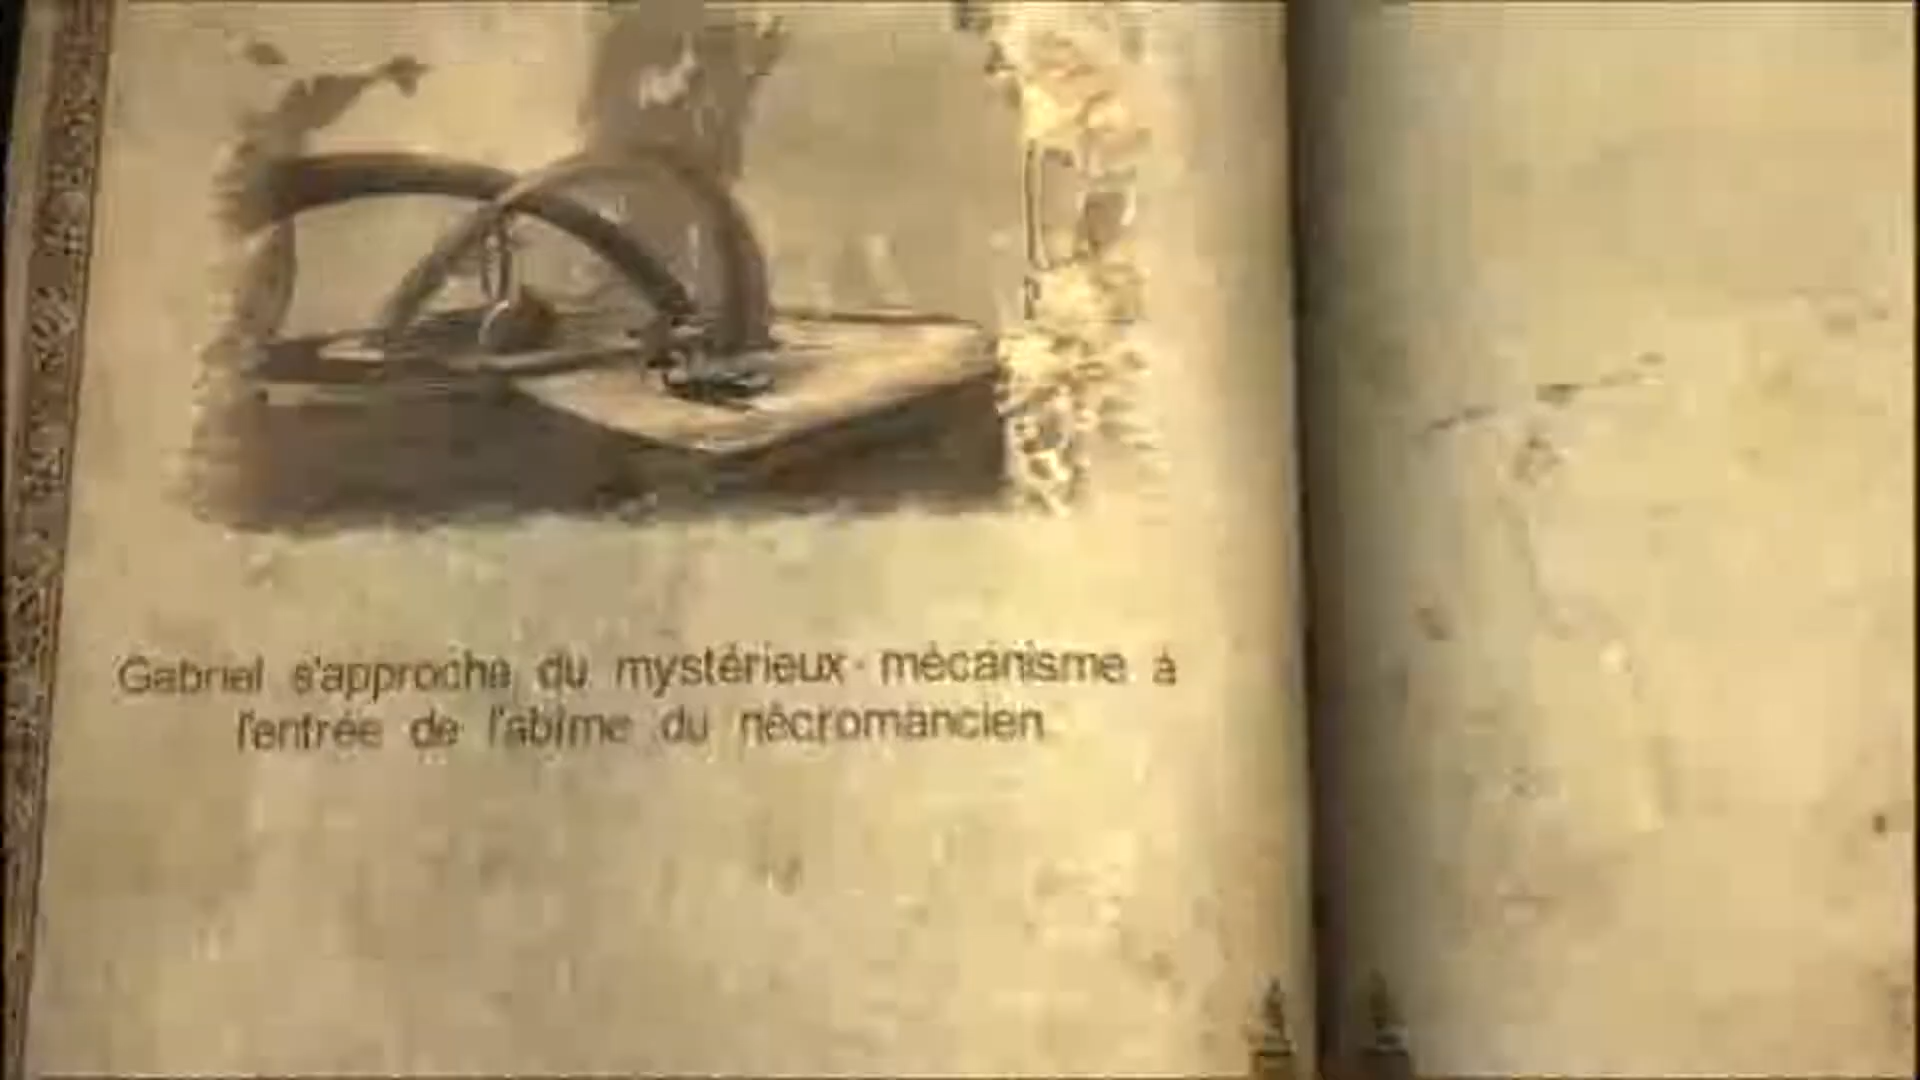 Gabriel s'approche du mystérieux mécanisme à
l'entrée de l'abîme du nécromancien.